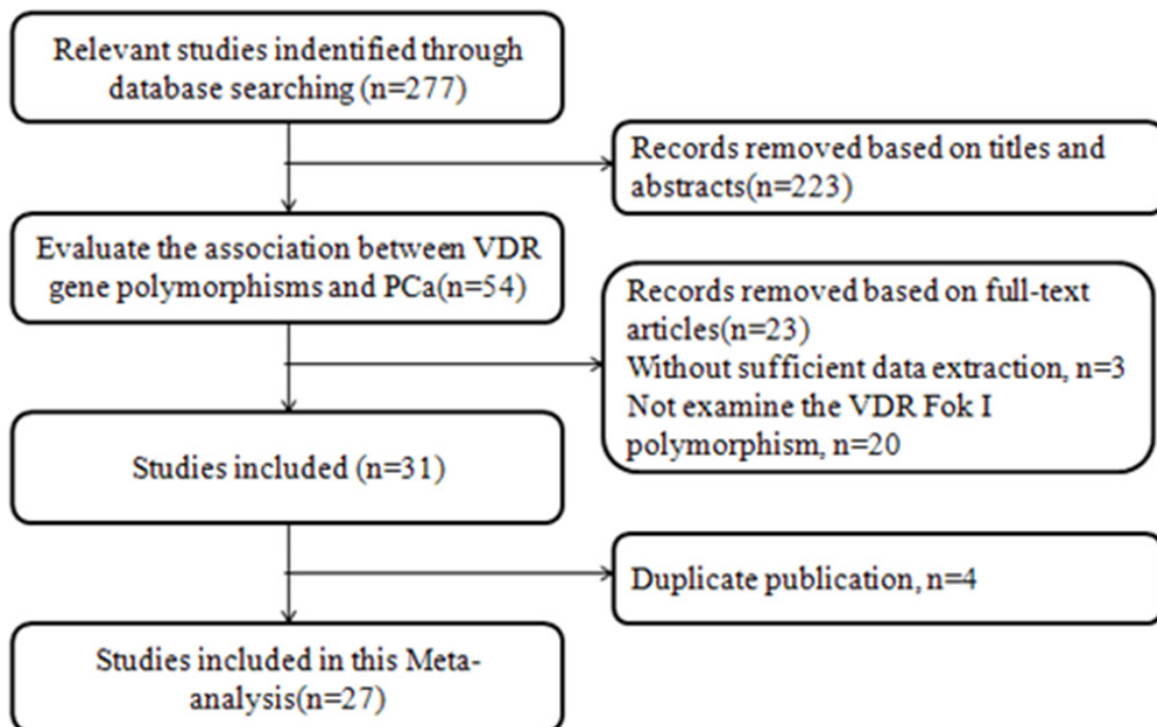 Relevant studies indentified through
database searching (n=277)
Records removed based on titles and
abstracts(n=223)
Evaluate the association between VDR
gene polymorphisms and PCa(n=54)
Records removed based on full-text
articles(n=23)
Without sufficient data extraction, n=3
Not examine the VDR Fok I
polymorphism, n=20
Studies included (n=31)
Duplicate publication, n=4
Studies included in this Meta-
analysis(n=27)